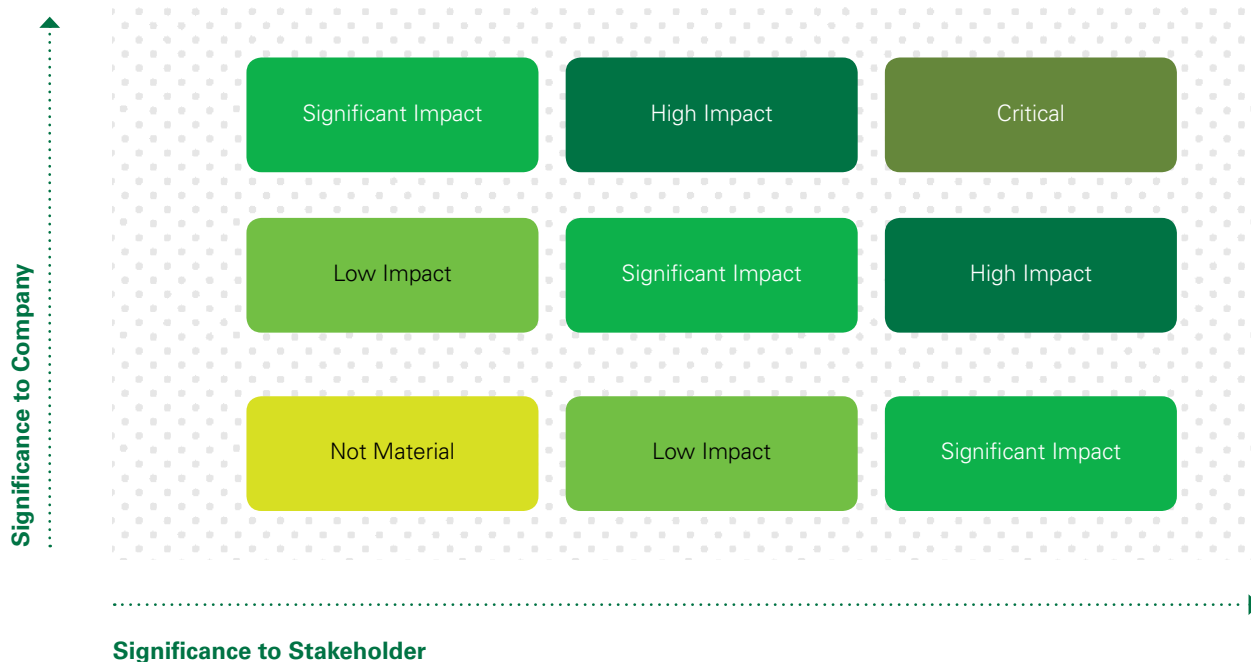 Significance to Company
Significant Impact
High Impact
Critical
Low Impact
Significant Impact
High Impact
Not Material
Low Impact
Significant Impact
Significance to Stakeholder